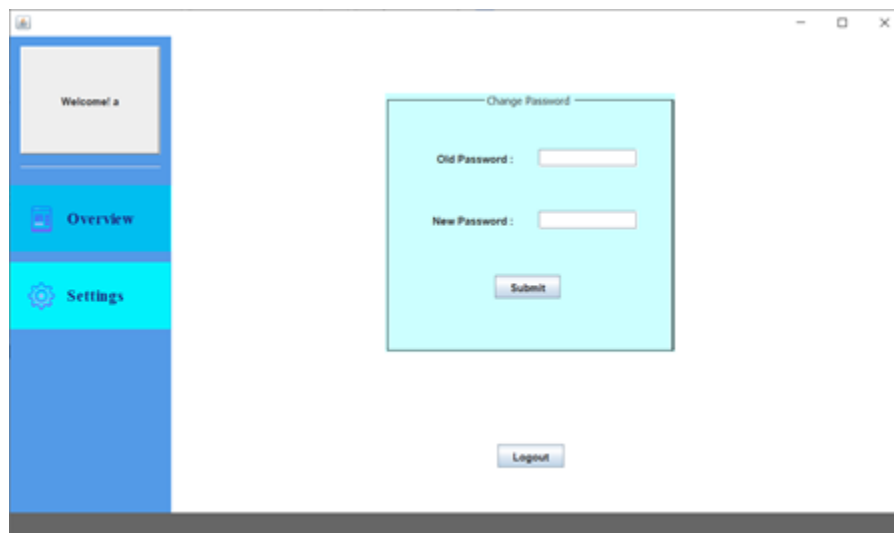 Welcome! a
Overview
Settings
Change Password
Old Password :
New Password :
Submit
Logout